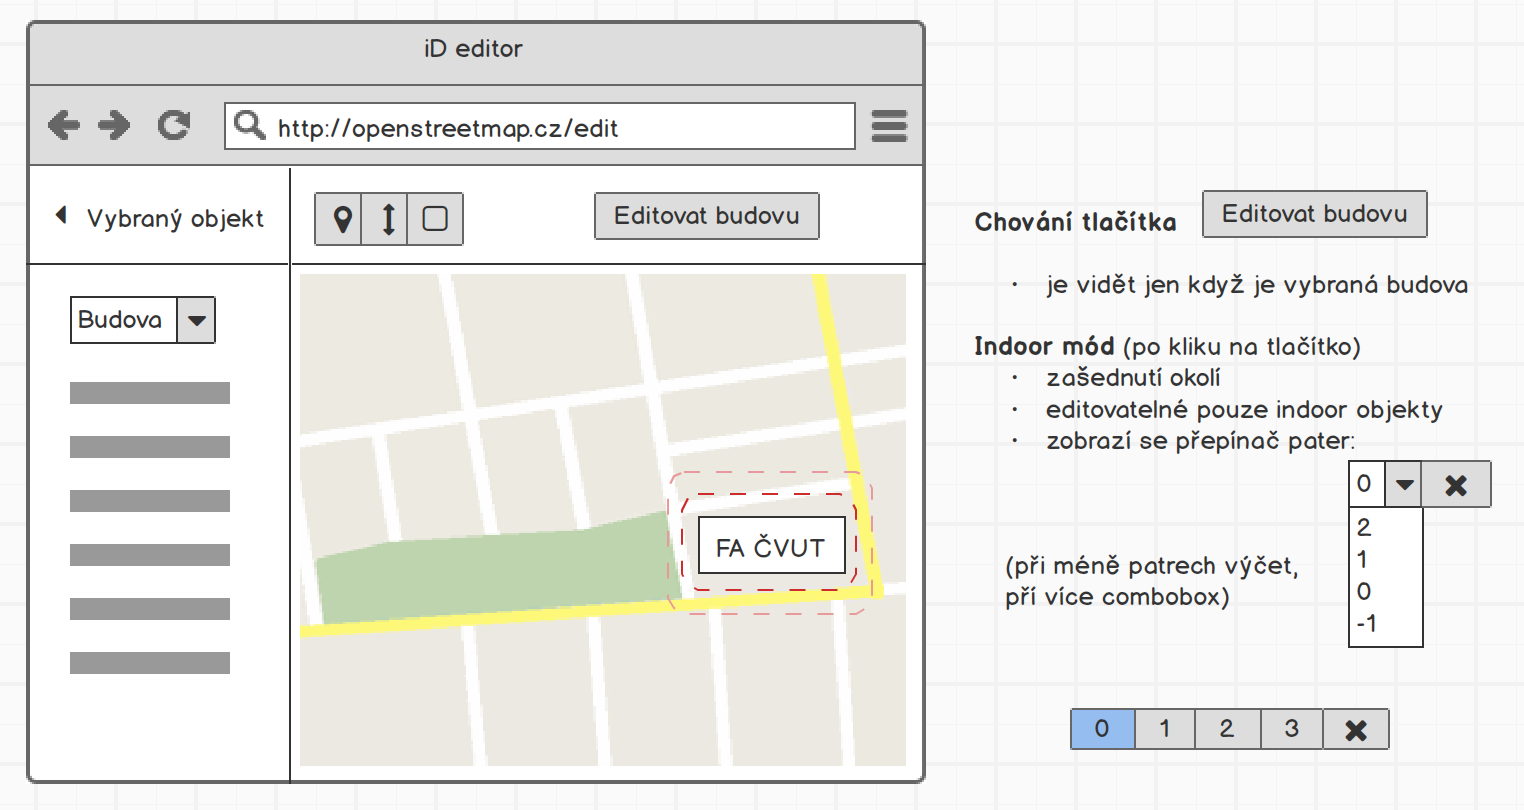 iD editor
http://openstreetmap.cz/edit
Vybraný objekt
Editovat budovu
Budova
FA ČVUT
Chování tlačítka
Editovat budovu
· je vidět jen když je vybraná budova
Indoor mód (po kliku na tlačítko)
· zašednutí okolí
· editovatelné pouze indoor objekty
· zobrazí se přepínač pater:
0
2
1
0
-1
(při méně patrech výčet,
pří více combobox)
0 1 2 3